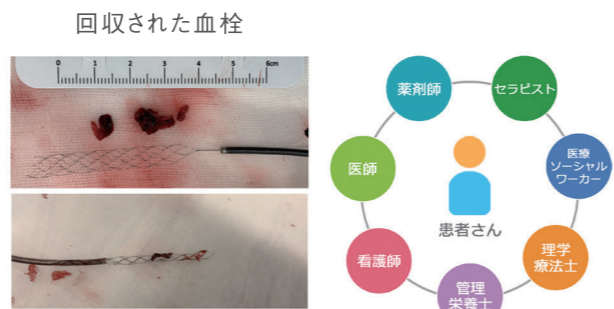 回収された血栓
0 1 2 3 4 5 6cm
薬剤師
セラピスト
医師
医療
ソーシャル
ワーカー
患者さん
看護師
理学
療法士
管理
栄養士